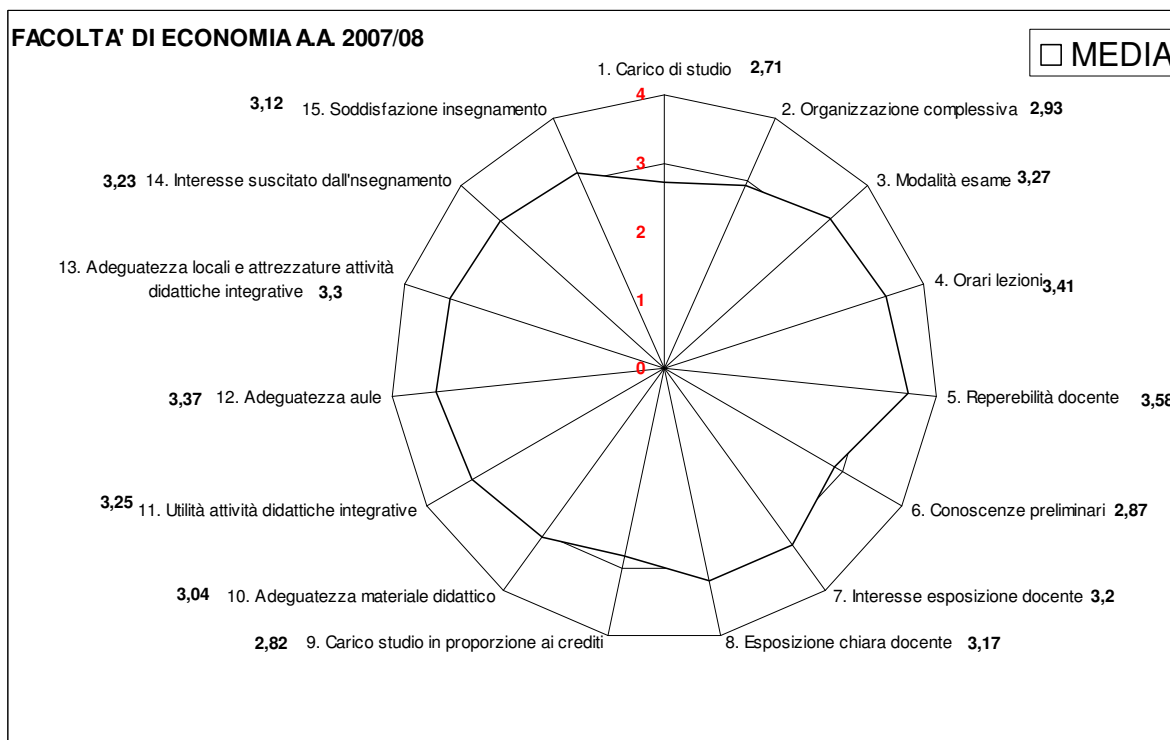 FACOLTA' DI ECONOMIA A.A. 2007/08
MEDIA
1. Carico di studio 2,71
2. Organizzazione complessiva 2,93
3. Modalità esame 3,27
4. Orari lezioni 3,41
5. Reperebilità docente 3,58
6. Conoscenze preliminari 2,87
7. Interesse esposizione docente 3,2
8. Esposizione chiara docente 3,17
2,82 9. Carico studio in proporzione ai crediti
3,04 10. Adeguatezza materiale didattico
3,25 11. Utilità attività didattiche integrative
3,37 12. Adeguatezza aule
13. Adeguatezza locali e attrezzature attività
didattiche integrative 3,3
3,23 14. Interesse suscitato dall'nsegnamento
3,12 15. Soddisfazione insegnamento
4
3
2
1
0